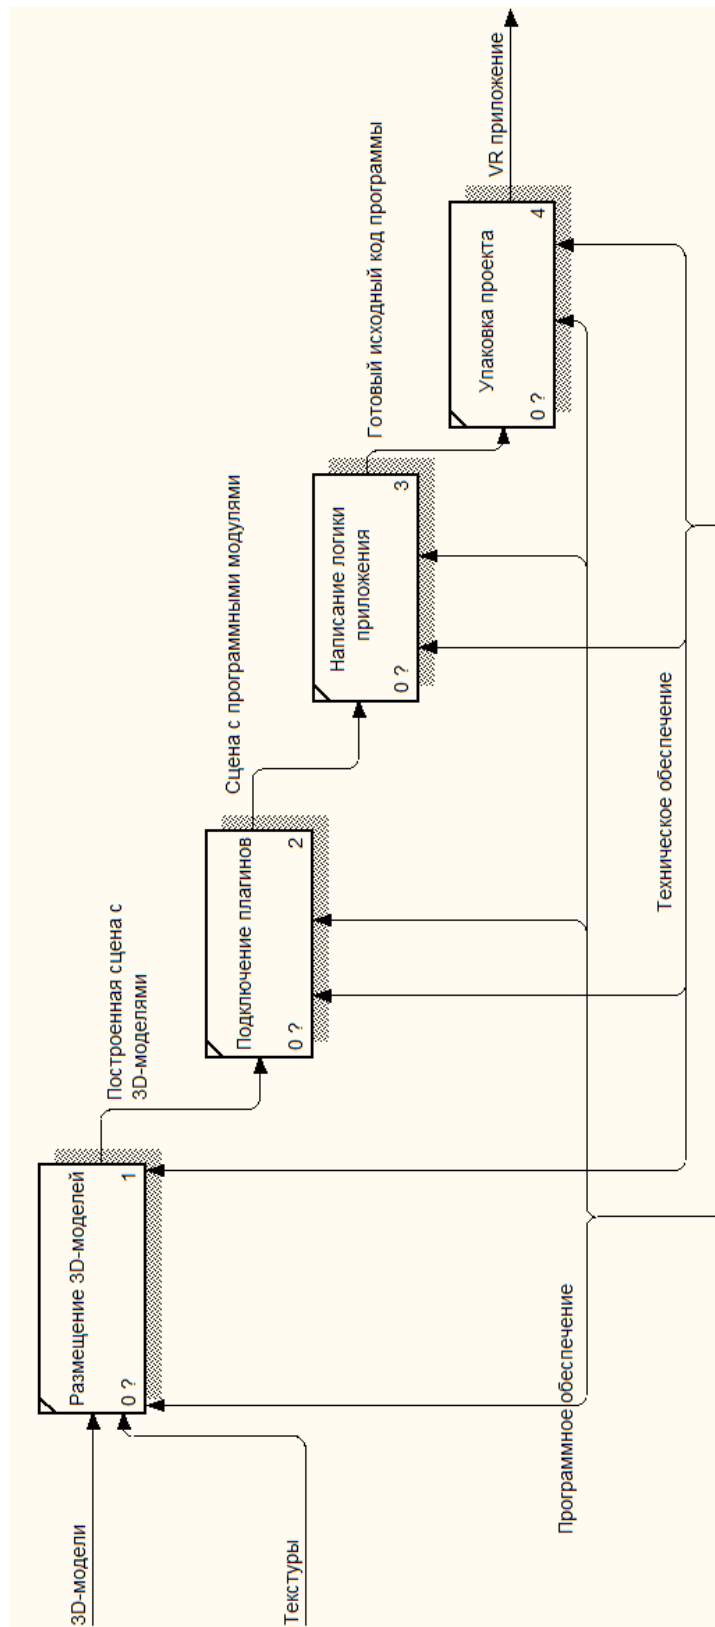 3D-модели
Текстуры
Размещение 3D-моделей
0 ?
1
Построенная сцена с
3D-моделями
Подключение плагинов
0 ?
2
Сцена с программными модулями
Написание логики
приложения
0 ?
3
Готовый исходный код программы
Упаковка проекта
0 ?
4
VR приложение
Программное обеспечение
Техническое обеспечение